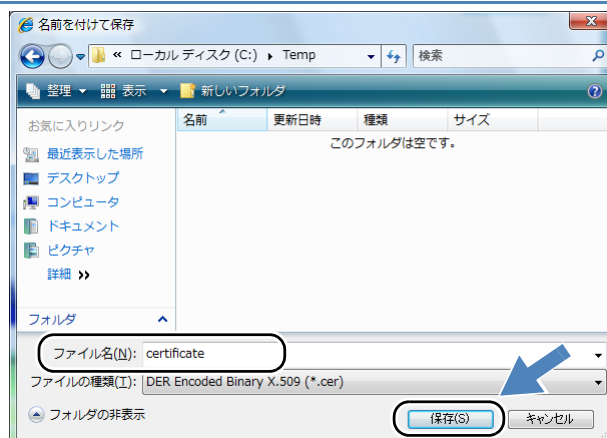 名前を付けて保存
« ローカル ディスク (C:) ▸ Temp
検索
整理 ▼ 表示 ▼ 新しいフォルダ
お気に入りリンク
最近表示した場所
デスクトップ
コンピュータ
ドキュメント
ピクチャ
詳細 »
フォルダ
名前 更新日時 種類 サイズ
このフォルダは空です。
ファイル名(N): certificate
ファイルの種類(T): DER Encoded Binary X.509 (*.cer)
フォルダの非表示
保存(S) キャンセル